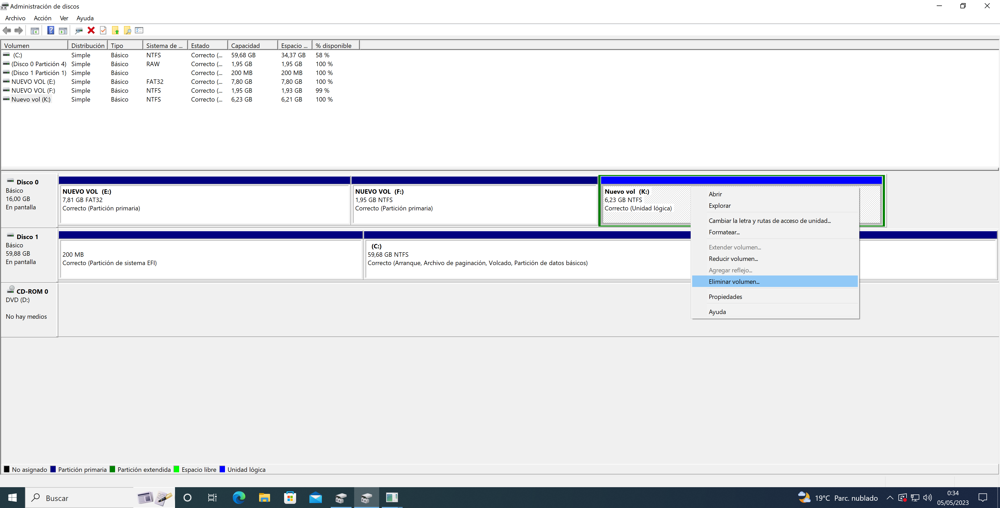 Administración de discos
Archivo Acción Ver Ayuda
Volumen Distribución Tipo Sistema de ... Estado Capacidad Espacio ... % disponible
(C:) Simple Básico NTFS Correcto (... 59,68 GB 34,37 GB 58 %
(Disco 0 Partición 4) Simple Básico RAW Correcto (... 1,95 GB 1,95 GB 100 %
(Disco 1 Partición 1) Simple Básico Correcto (... 200 MB 200 MB 100 %
NUEVO VOL (E:) Simple Básico FAT32 Correcto (... 7,80 GB 7,80 GB 100 %
NUEVO VOL (F:) Simple Básico NTFS Correcto (... 1,95 GB 1,93 GB 99 %
Nuevo vol (K:) Simple Básico NTFS Correcto (... 6,23 GB 6,21 GB 100 %
Disco 0
Básico
16,00 GB
En pantalla
NUEVO VOL (E:)
7,81 GB FAT32
Correcto (Partición primaria)
NUEVO VOL (F:)
1,95 GB NTFS
Correcto (Partición primaria)
Nuevo vol (K:)
6,23 GB NTFS
Correcto (Unidad lógica)
Abrir
Explorar
Cambiar la letra y rutas de acceso de unidad...
Formatear...
Extender volumen...
Reducir volumen...
Agregar reflejo...
Eliminar volumen...
Propiedades
Ayuda
Disco 1
Básico
59,88 GB
En pantalla
200 MB
Correcto (Partición de sistema EFI)
(C:)
59,68 GB NTFS
Correcto (Arranque, Archivo de paginación, Volcado, Partición de datos básicos)
CD-ROM 0
DVD (D:)
No hay medios
No asignado Partición primaria Partición extendida Espacio libre Unidad lógica
Buscar
19°C Parc. nublado
0:34
05/05/2023